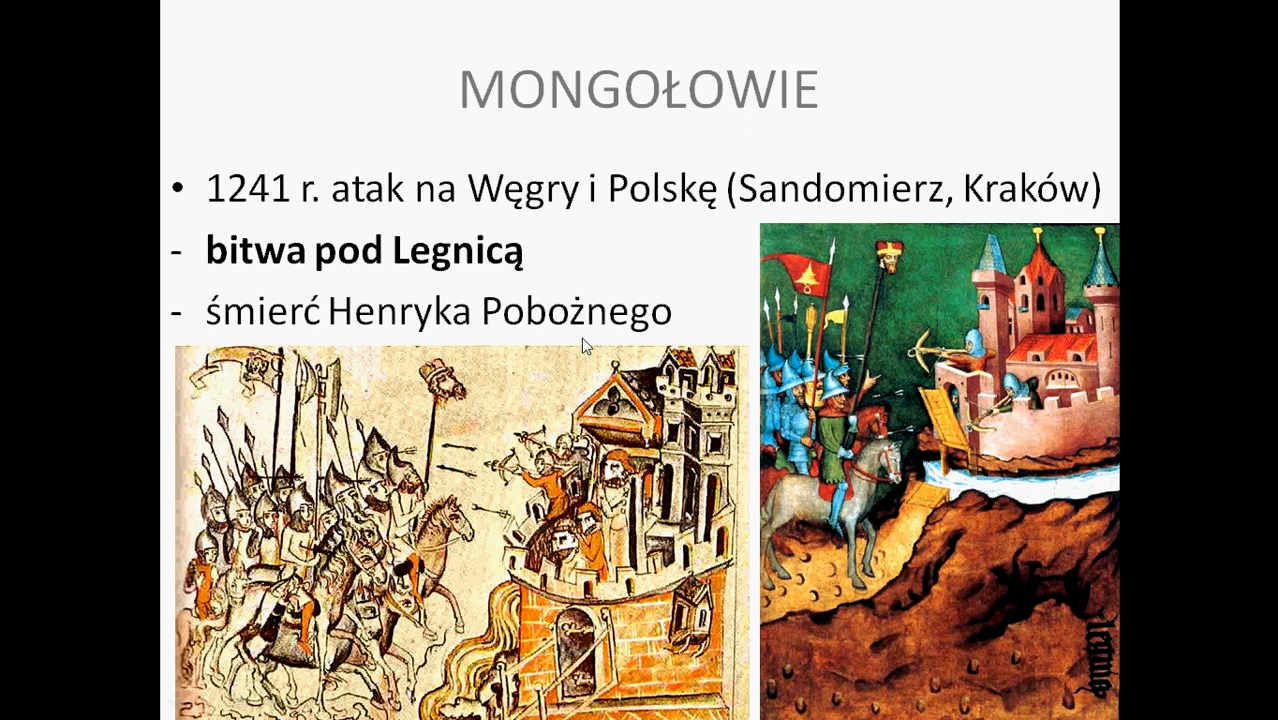 MONGOŁOWIE
• 1241 r. atak na Węgry i Polskę (Sandomierz, Kraków)
- bitwa pod Legnicą
- śmierć Henryka Pobożnego